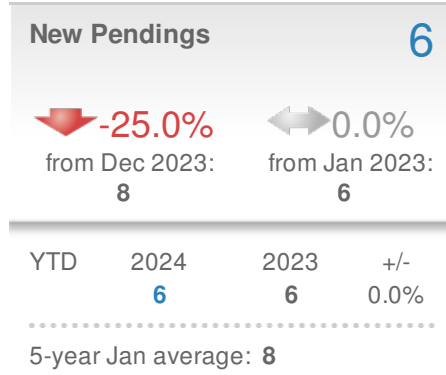 New Pendings 6
-25.0% 0.0%
from Dec 2023: from Jan 2023:
8 6
YTD 2024 2023 +/-
6 6 0.0%
5-year Jan average: 8